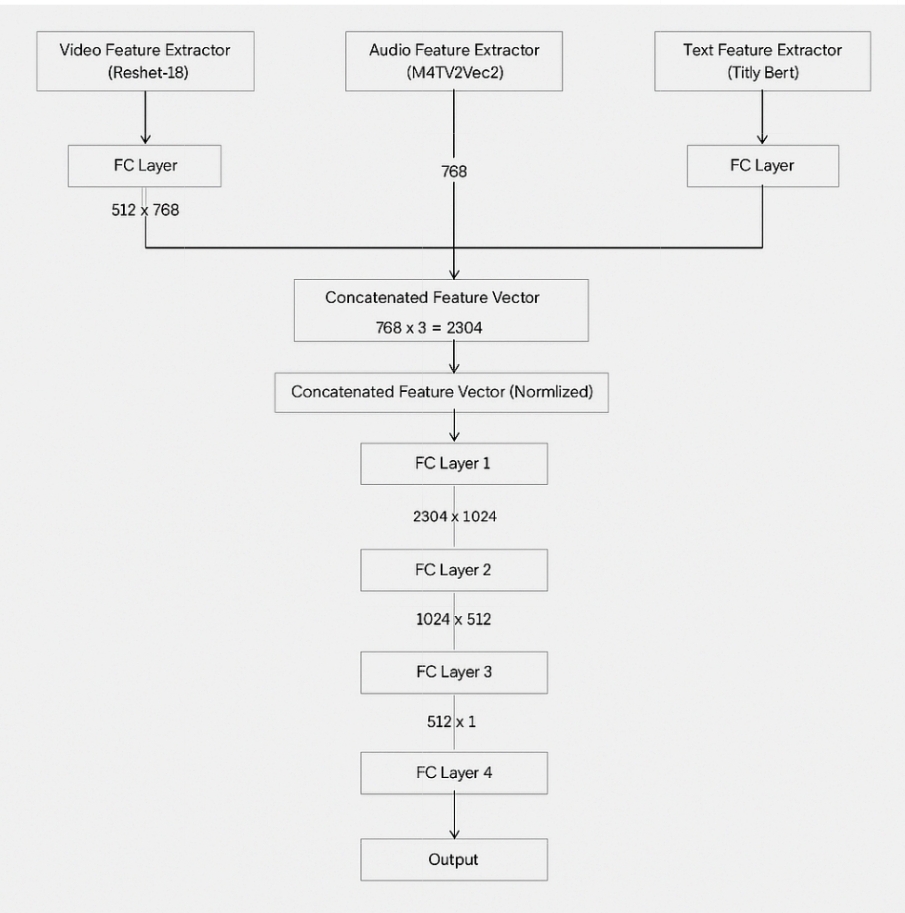 Video Feature Extractor
(Reshet-18)
Audio Feature Extractor
(M4TV2Vec2)
Text Feature Extractor
(Titly Bert)
FC Layer
768
FC Layer
512 x 768
Concatenated Feature Vector
768 x 3 = 2304
Concatenated Feature Vector (Normlized)
FC Layer 1
2304 x 1024
FC Layer 2
1024 x 512
FC Layer 3
512 x 1
FC Layer 4
Output